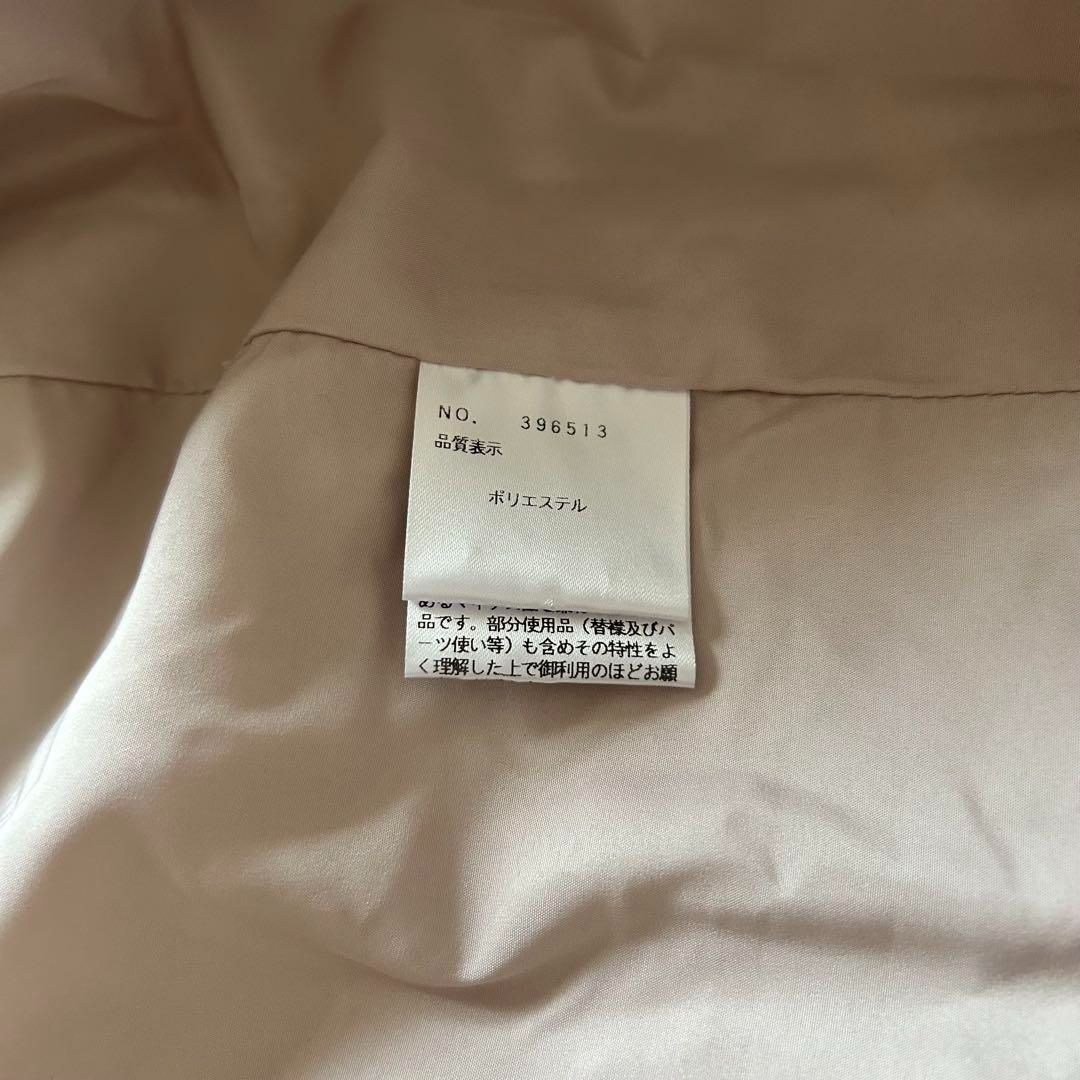 NO. 396513
品質表示
ポリエステル
品です。部分使用品（替襟及びパ
ーツ使い等）も含めその特性をよ
く理解した上で御利用のほどお願